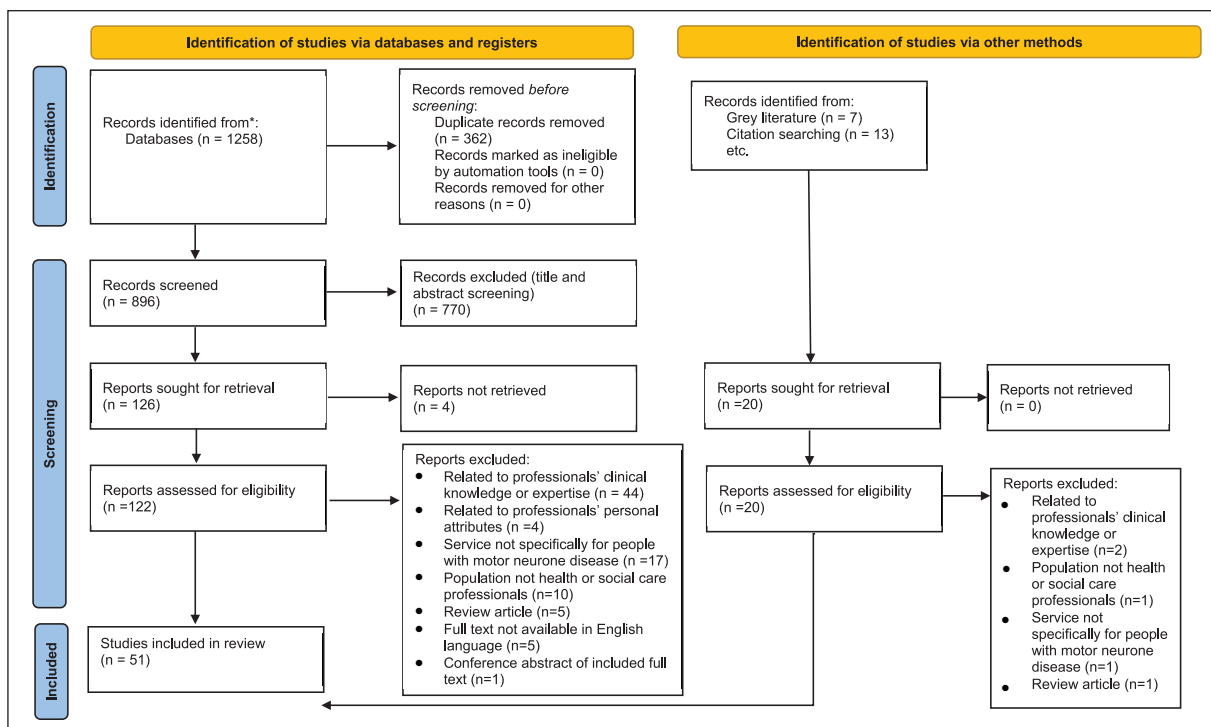 Identification of studies via databases and registers
Identification of studies via other methods
Identification
Records identified from*:
Databases (n = 1258)
Records removed before
screening:
Duplicate records removed
(n = 362)
Records marked as ineligible
by automation tools (n = 0)
Records removed for other
reasons (n = 0)
Records identified from:
Grey literature (n = 7)
Citation searching (n = 13)
etc.
Screening
Records screened
(n = 896)
Records excluded (title and
abstract screening)
(n = 770)
Reports sought for retrieval
(n = 126)
Reports not retrieved
(n = 4)
Reports sought for retrieval
(n =20)
Reports not retrieved
(n = 0)
Reports assessed for eligibility
(n =122)
Reports excluded:
● Related to professionals' clinical
knowledge or expertise (n = 44)
● Related to professionals' personal
attributes (n =4)
● Service not specifically for people
with motor neurone disease (n =17)
● Population not health or social care
professionals (n=10)
● Review article (n=5)
● Full text not available in English
language (n=5)
● Conference abstract of included full
text (n=1)
Reports assessed for eligibility
(n =20)
Reports excluded:
● Related to
professionals' clinical
knowledge or
expertise (n=2)
● Population not health
or social care
professionals (n=1)
● Service not
specifically for people
with motor neurone
disease (n=1)
● Review article (n=1)
Included
Studies included in review
(n = 51)